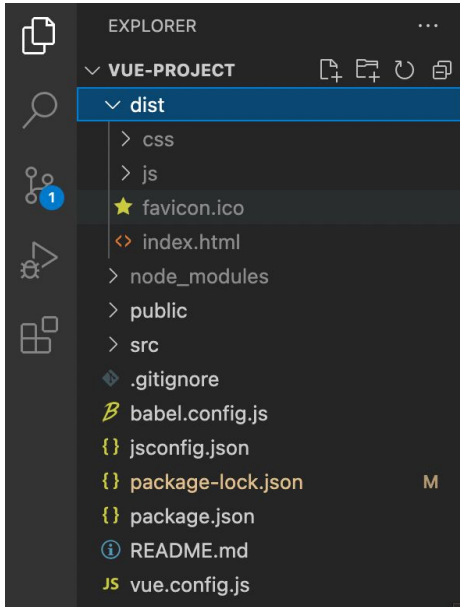 EXPLORER
VUE-PROJECT
dist
css
js
favicon.ico
index.html
node_modules
public
src
.gitignore
babel.config.js
jsconfig.json
package-lock.json M
package.json
README.md
JS vue.config.js
1